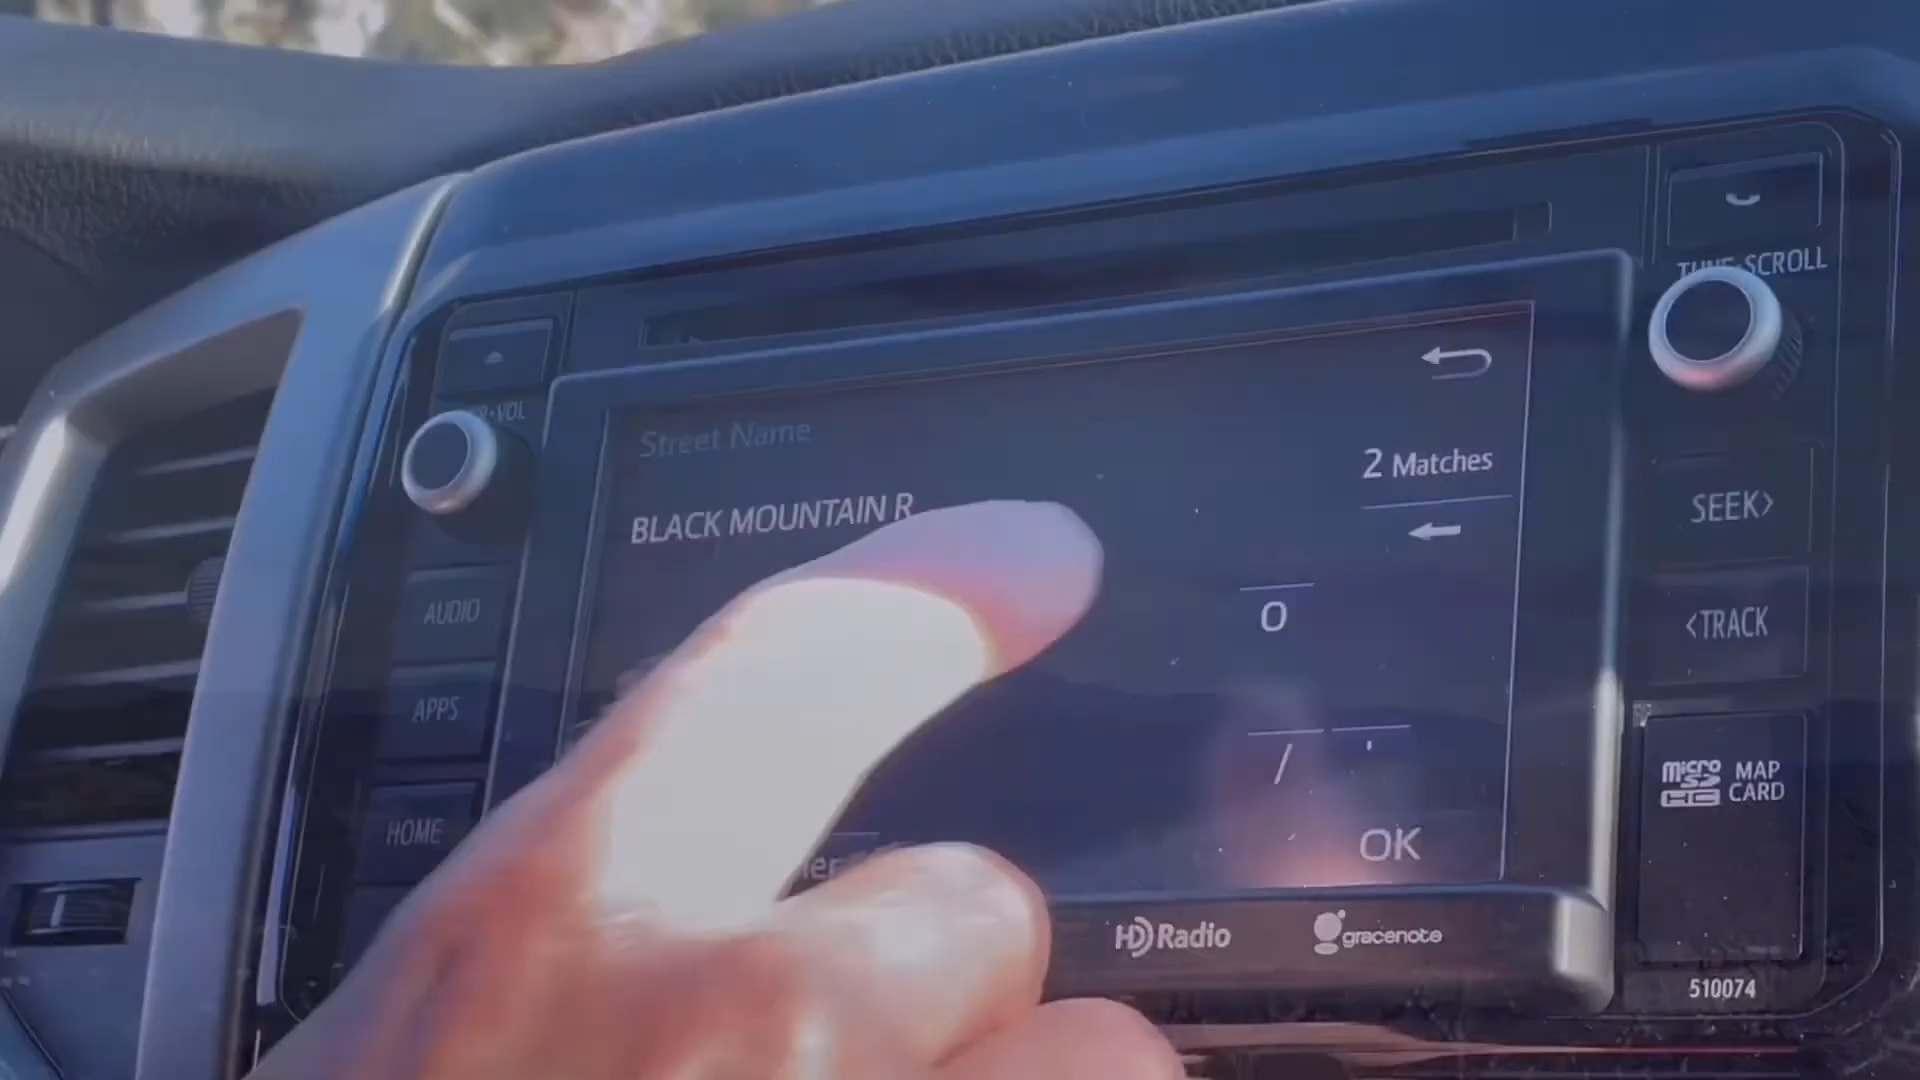 TUNE·SCROLL
Street Name
2 Matches
BLACK MOUNTAIN R
SEEK>
O
<TRACK
AUDIO
APPS
/ '
HOME
OK
micro SD HC
MAP CARD
HD Radio
gracenote
510074